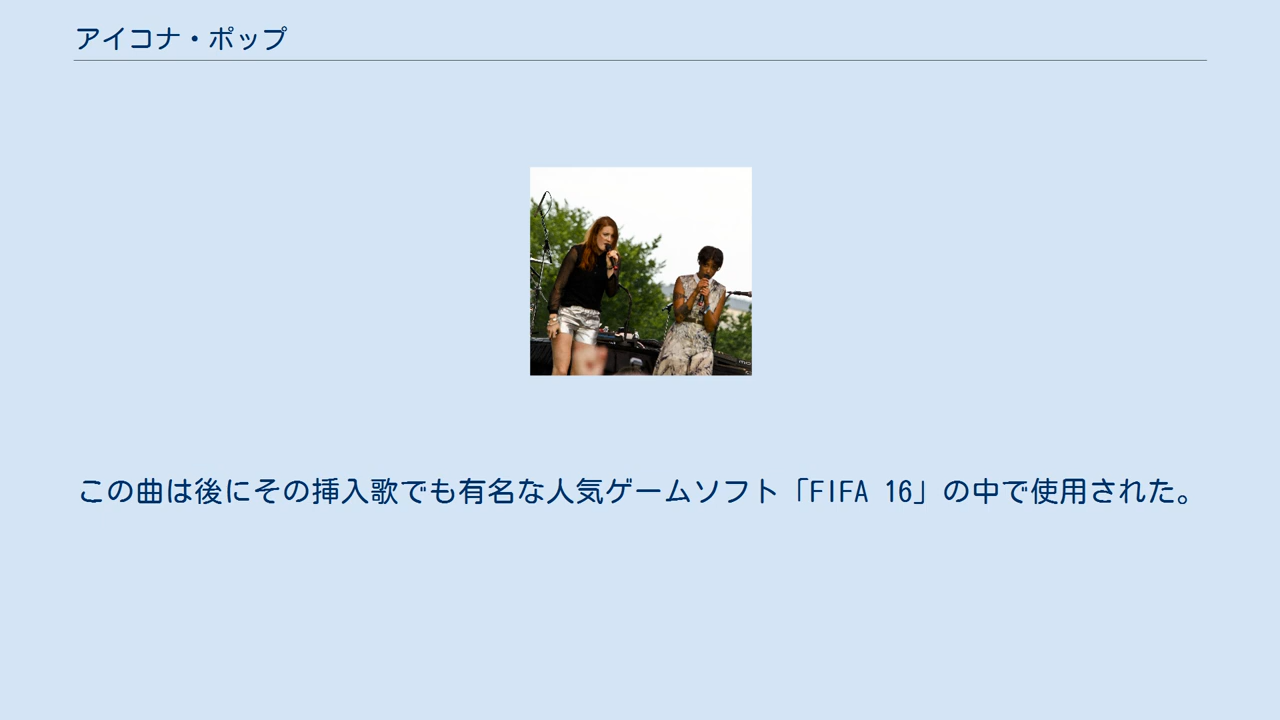 アイコナ・ポップ
この曲は後にその挿入歌でも有名な人気ゲームソフト「FIFA 16」の中で使用された。